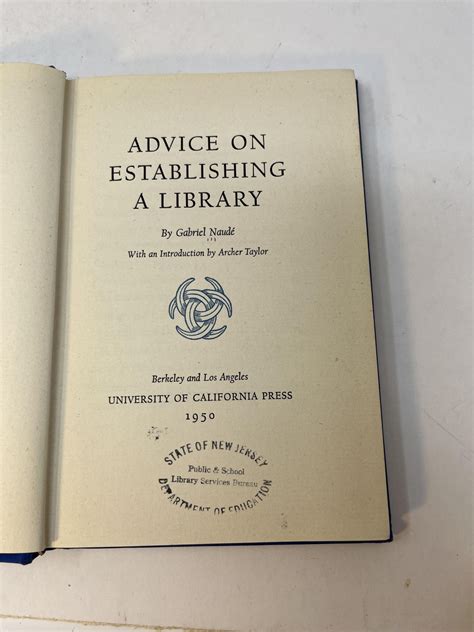 ADVICE ON
ESTABLISHING
A LIBRARY
By Gabriel Naudé
With an Introduction by Archer Taylor
Berkeley and Los Angeles
UNIVERSITY OF CALIFORNIA PRESS
1950
STATE OF NEW JERSEY
Public & School
Library Services Bureau
DEPARTMENT OF EDUCATION